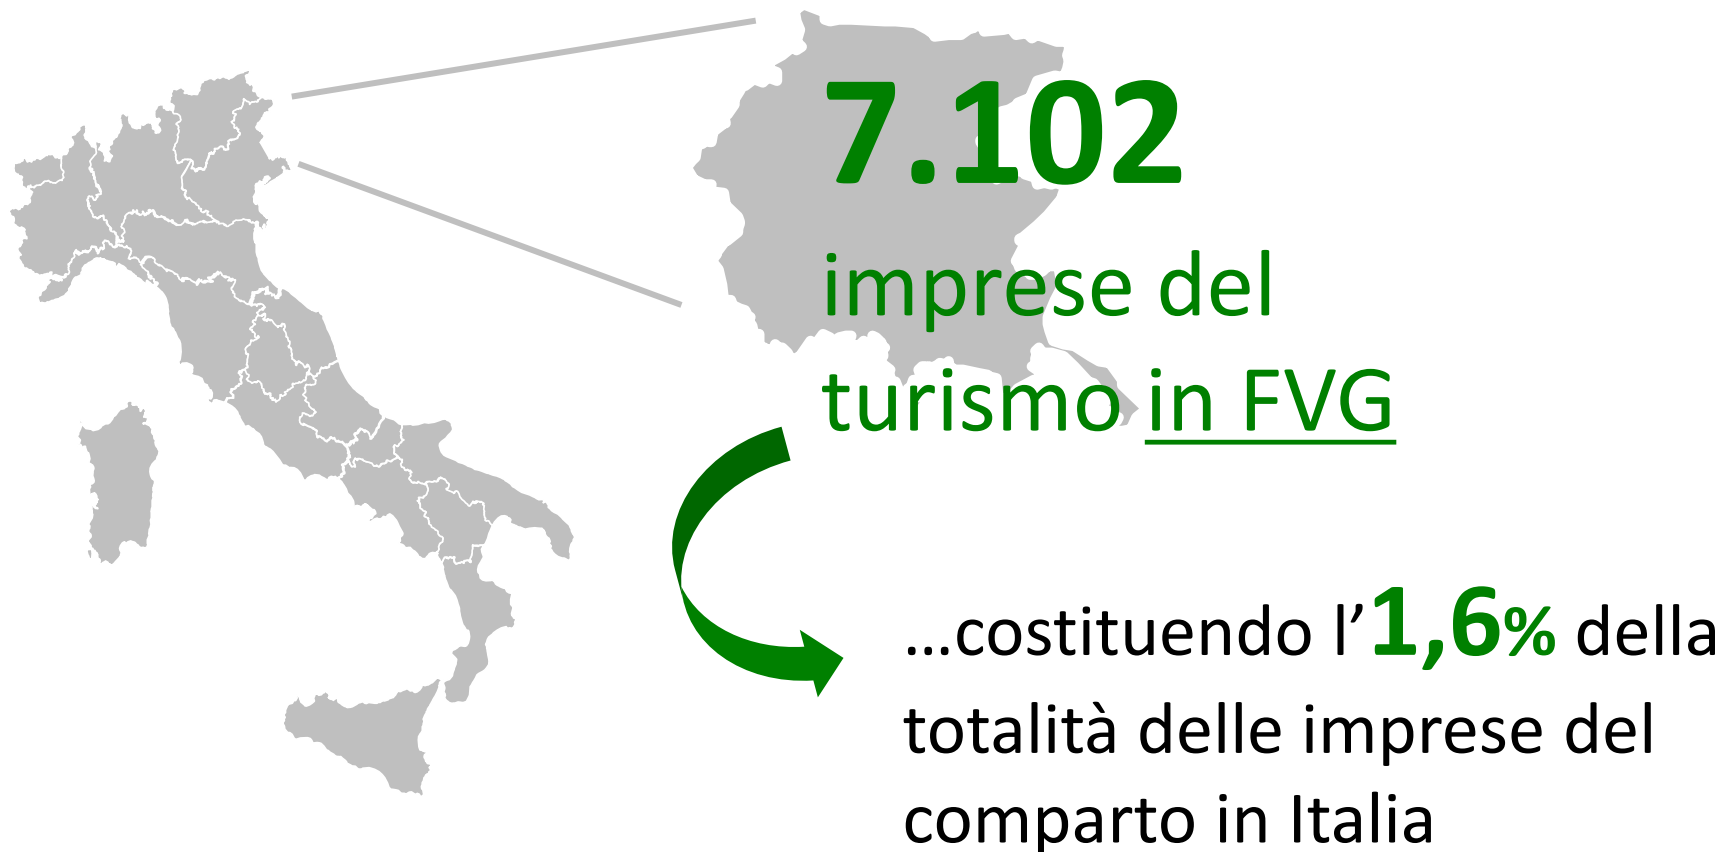 7.102
imprese del
turismo in FVG
...costituendo l’1,6% della
totalità delle imprese del
comparto in Italia